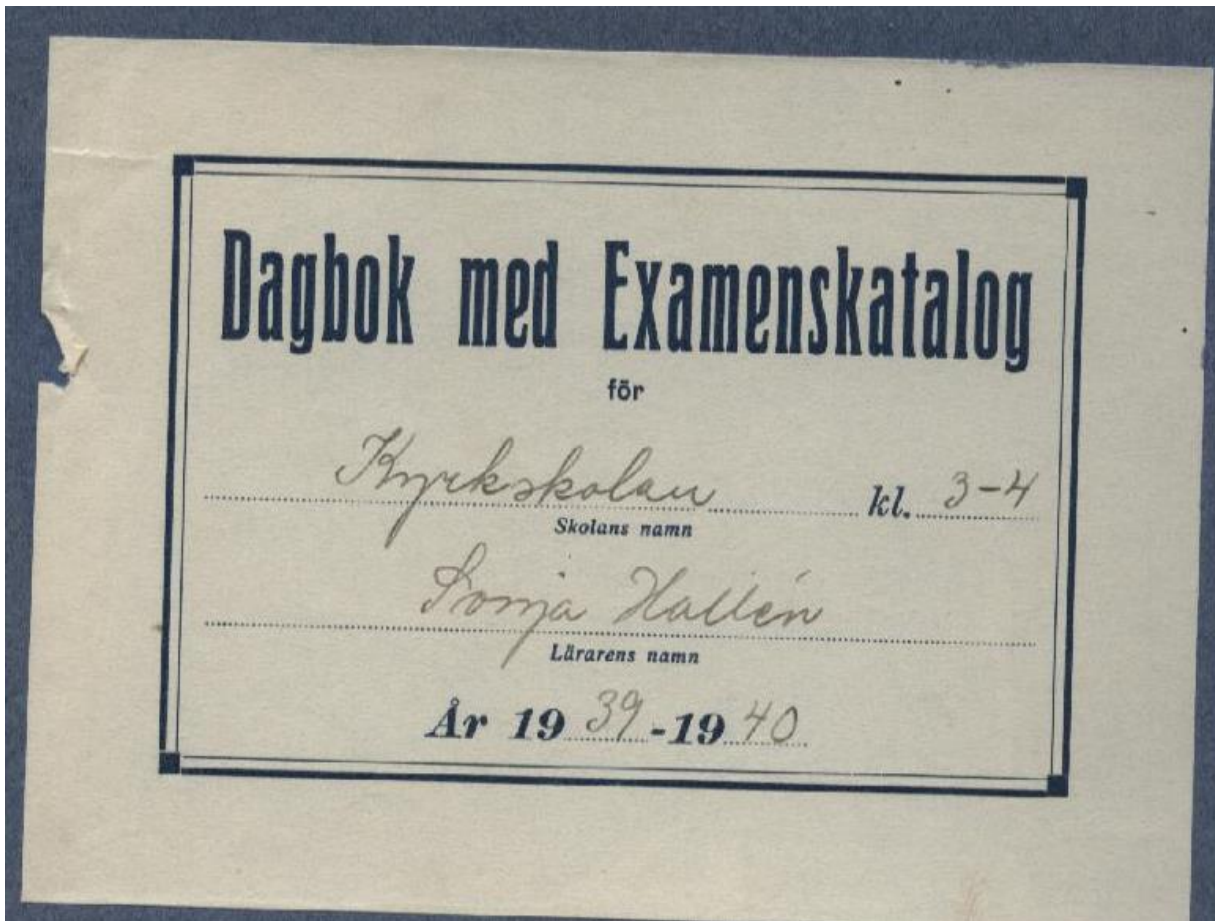 Dagbok med Examenskatalog
för
Kyrkskolan kl. 3-4
Skolans namn
Sonja Hallén
Lärarens namn
År 1939-1940